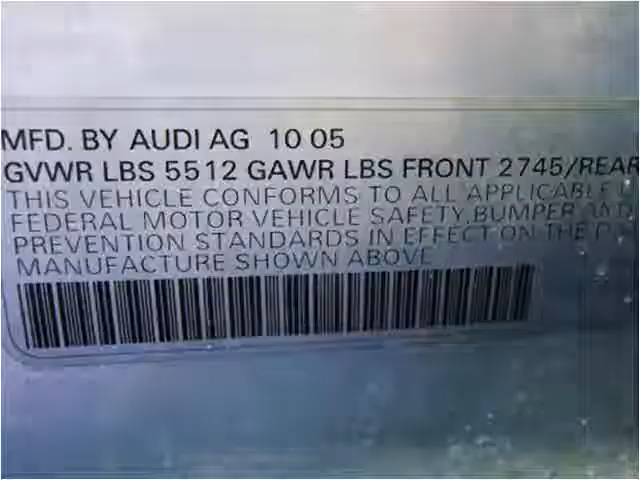 MFD. BY AUDI AG 10 05
GVWR LBS 5512 GAWR LBS FRONT 2745/REAR
THIS VEHICLE CONFORMS TO ALL APPLICABLE
FEDERAL MOTOR VEHICLE SAFETY, BUMPER AND
PREVENTION STANDARDS IN EFFECT ON THE
MANUFACTURE SHOWN ABOVE